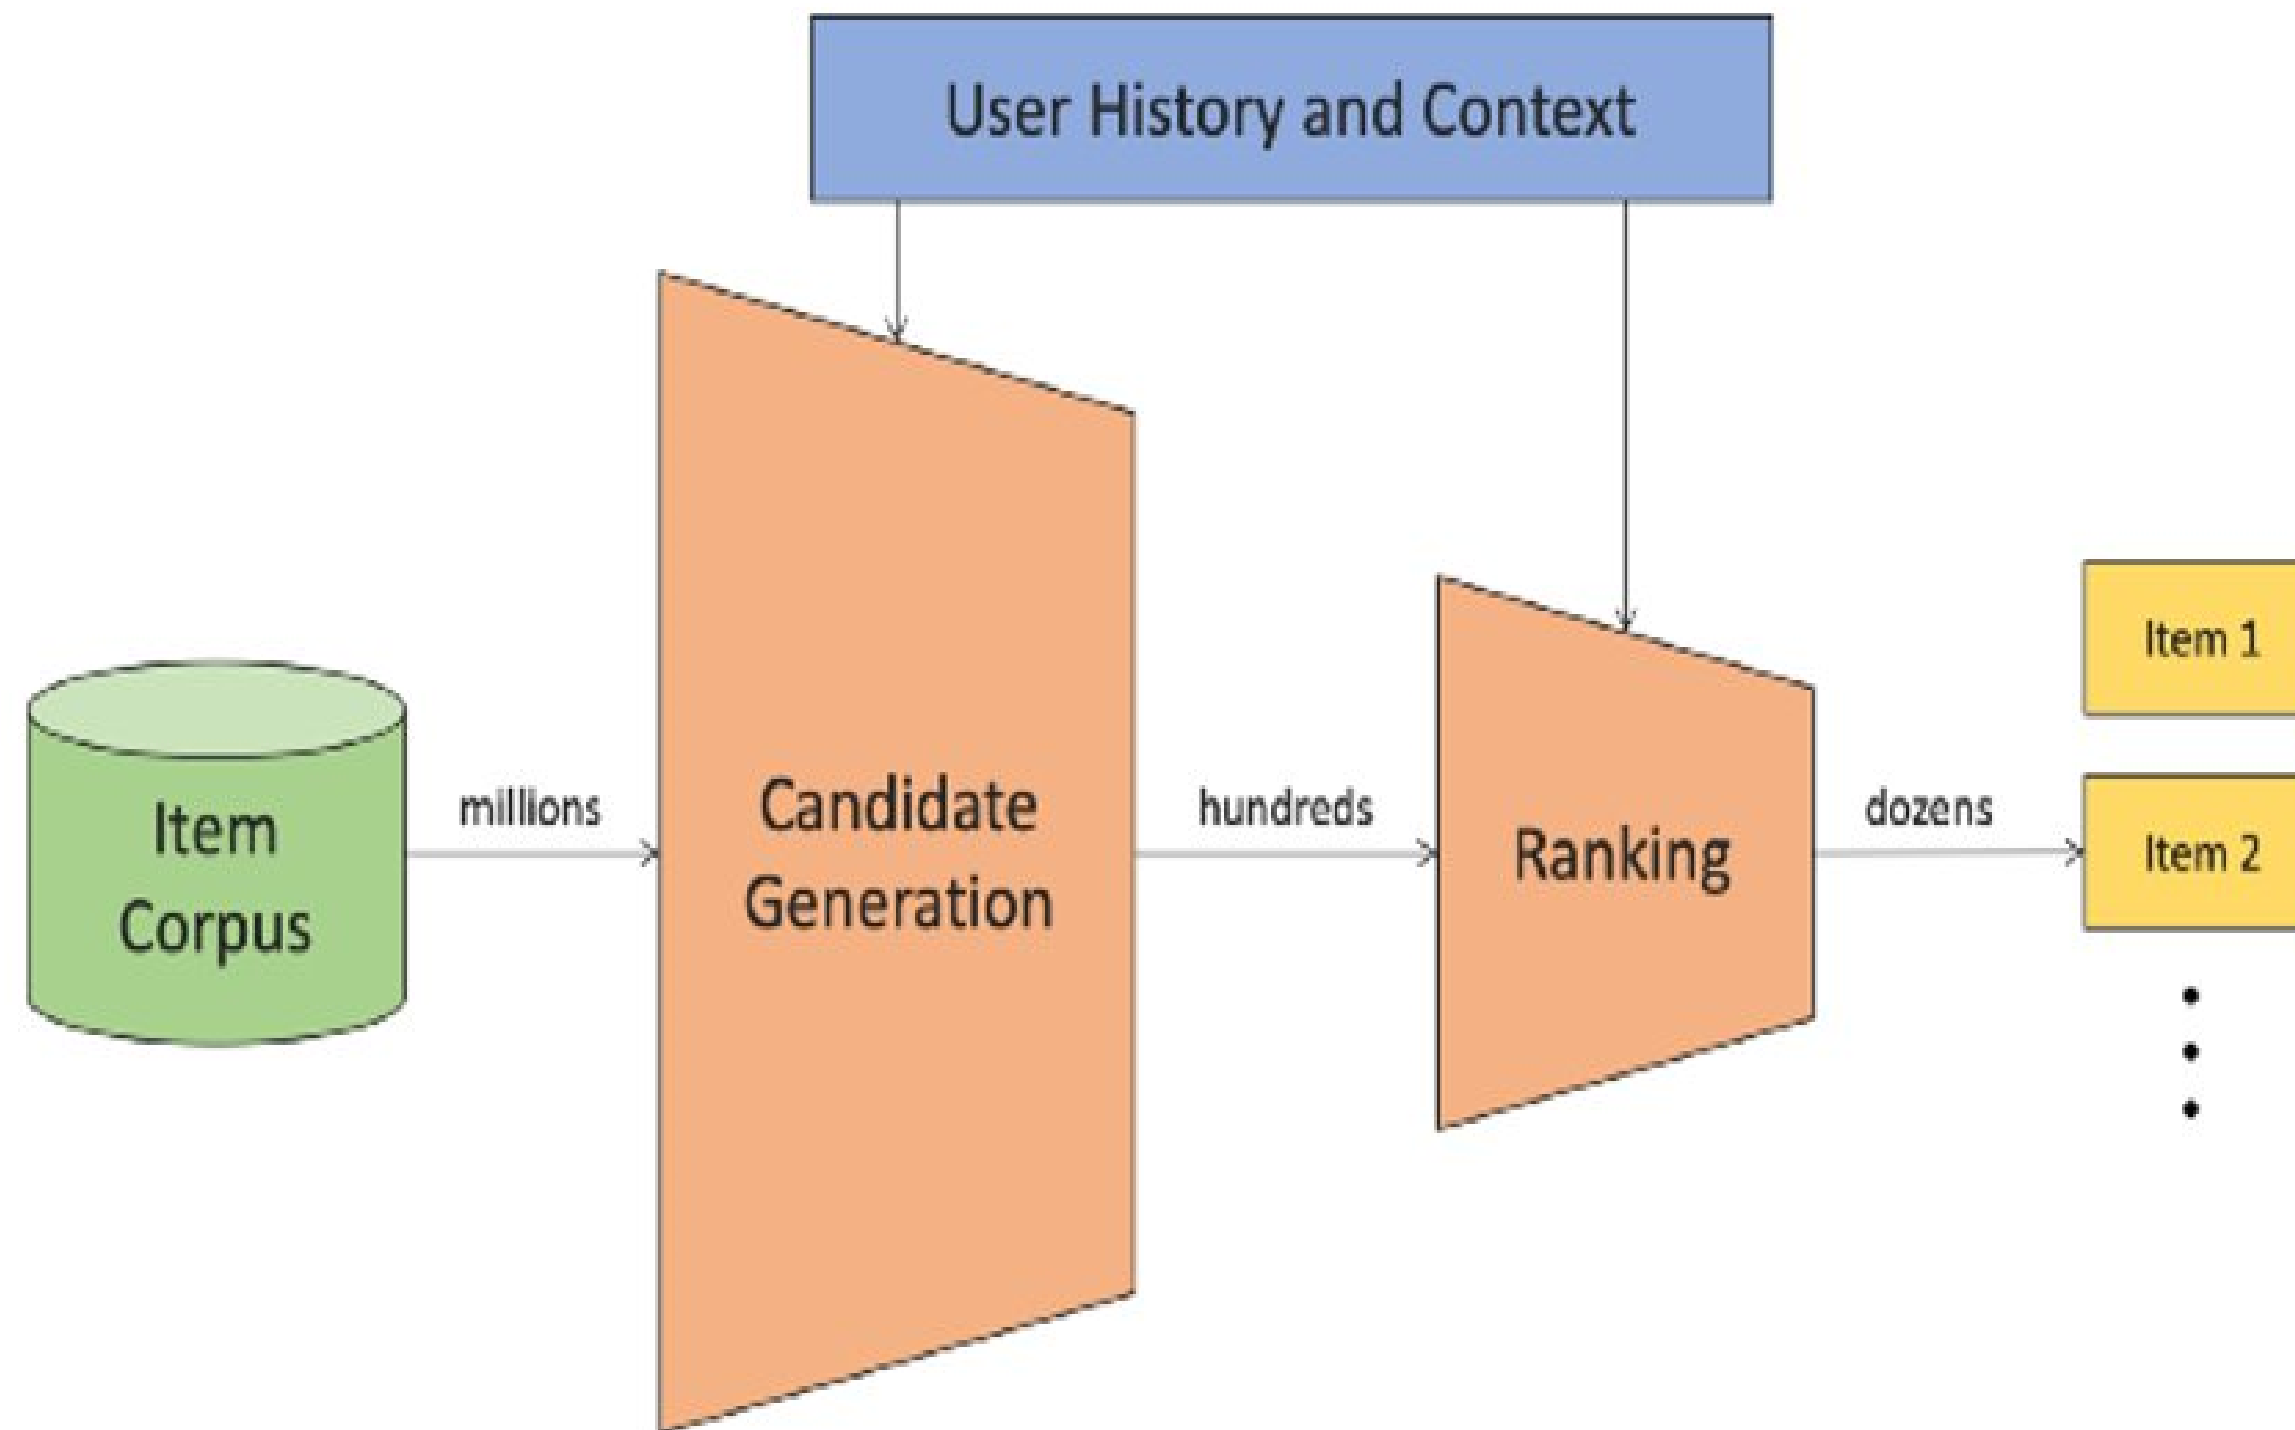 User History and Context
Item
Corpus
millions
Candidate
Generation
hundreds
Ranking
dozens
Item 1
Item 2